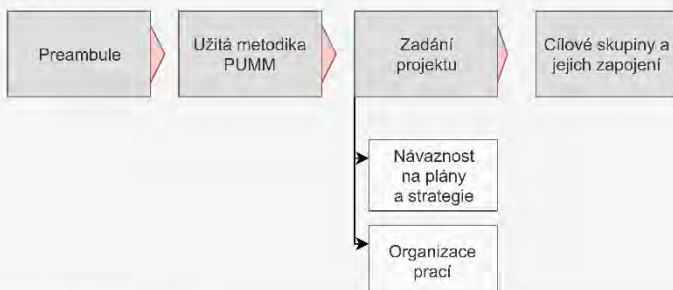 Preambule
Užitá metodika
PUMM
Zadání
projektu
Cílové skupiny a
jejich zapojení
Návaznost
na plány
a strategie
Organizace
prací